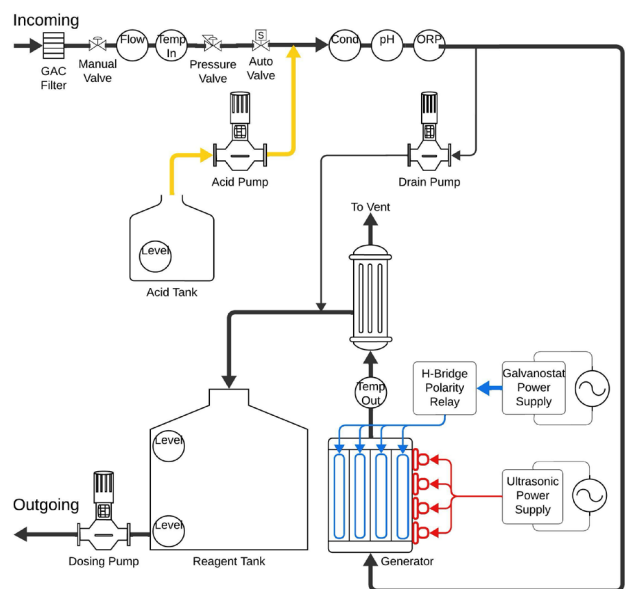 Incoming
GAC
Filter
Manual
Valve
Flow
Temp
In
Pressure
Valve
S
Auto
Valve
Cond
pH
ORP
Acid Pump
Drain Pump
Level
Acid Tank
To Vent
Temp
Out
H-Bridge
Polarity
Relay
Galvanostat
Power
Supply
Level
Ultrasonic
Power
Supply
Outgoing
Level
Dosing Pump
Reagent Tank
Generator